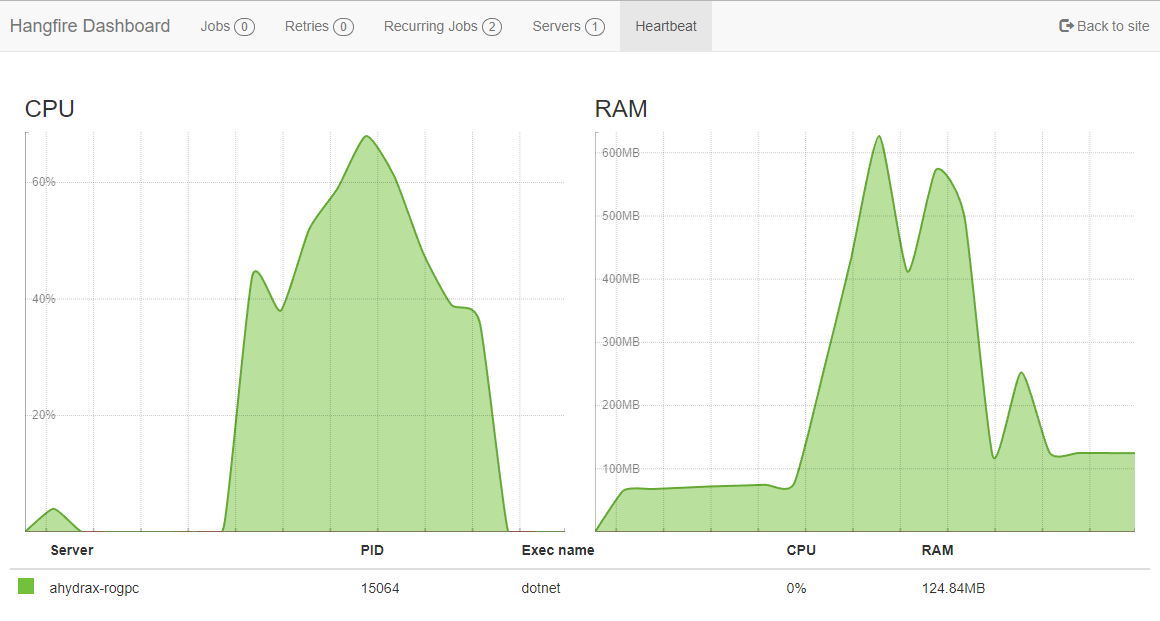 Hangfire Dashboard Jobs 0 Retries 0 Recurring Jobs 2 Servers 1 Heartbeat Back to site
CPU
60%
40%
20%
RAM
600MB
500MB
400MB
300MB
200MB
100MB
Server PID Exec name CPU RAM
ahydrax-rogpc 15064 dotnet 0% 124.84MB